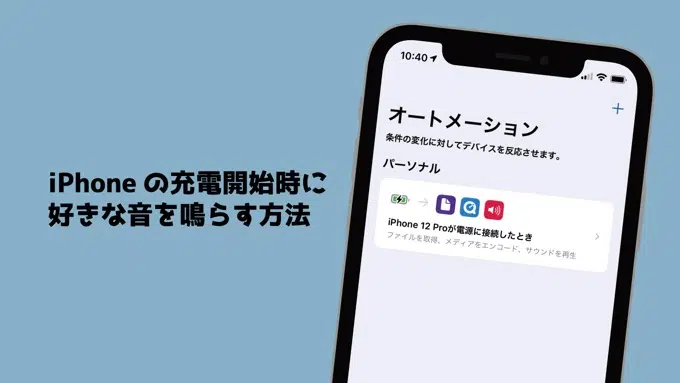 iPhone の充電開始時に
好きな音を鳴らす方法
10:40
オートメーション
条件の変化に対してデバイスを反応させます。
パーソナル
iPhone 12 Proが電源に接続したとき
ファイルを取得、メディアをエンコード、サウンドを再生